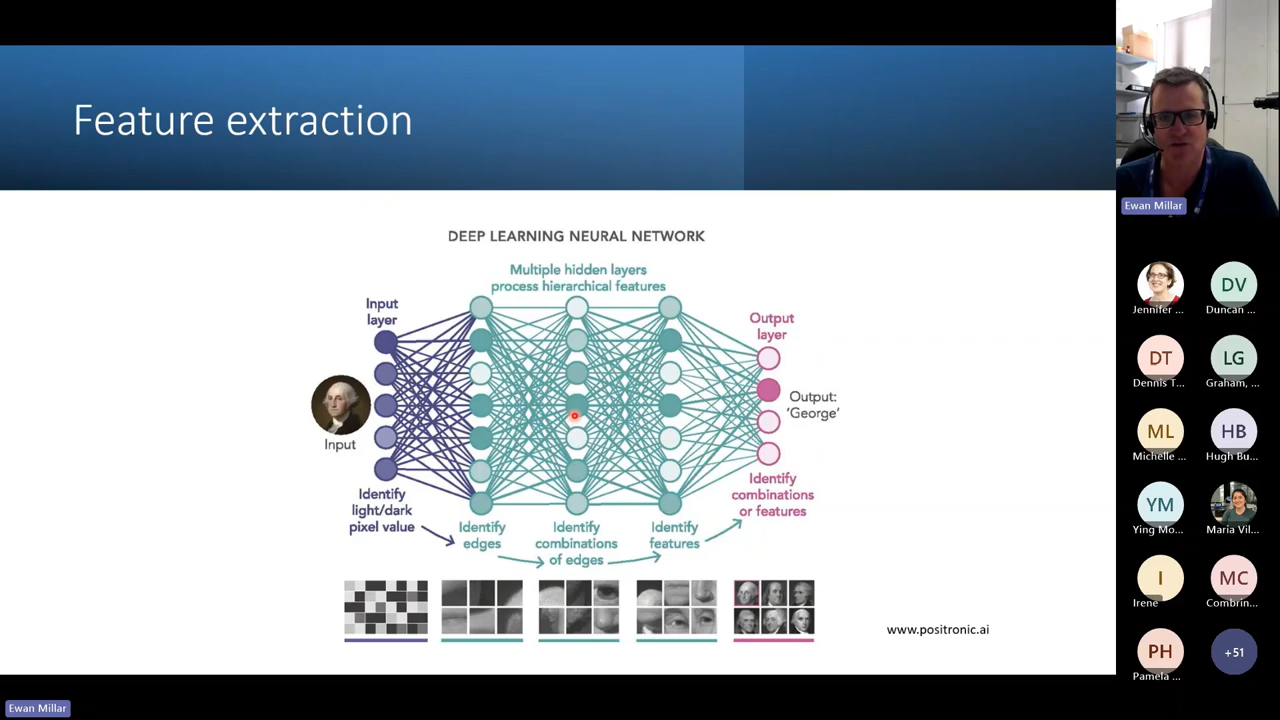 Feature extraction
DEEP LEARNING NEURAL NETWORK
Multiple hidden layers
process hierarchical features
Input
layer
Output
layer
Input
Output:
‘George’
Identify
light/dark
pixel value
Identify
edges
Identify
combinations
of edges
Identify
features
Identify
combinations
or features
www.positronic.ai
Ewan Millar
Jennifer ...
DV
Duncan ...
DT
Dennis T...
LG
Graham, ...
ML
Michelle ...
HB
Hugh Bu...
YM
Ying Mo...
Maria Vil...
I
Irene
MC
Combrin...
PH
Pamela ...
+51
Ewan Millar